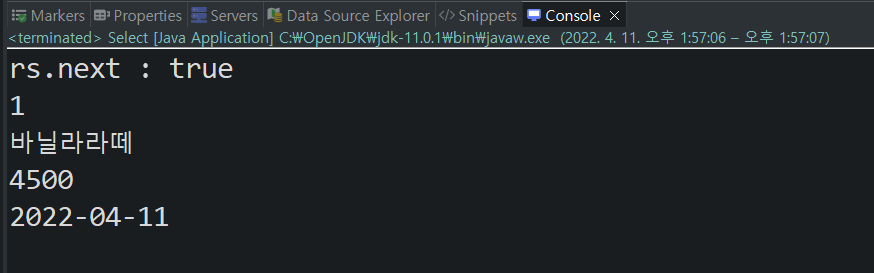 Markers Properties Servers Data Source Explorer Snippets Console
<terminated> Select [Java Application] C:₩OpenJDK₩jdk-11.0.1₩bin₩javaw.exe (2022. 4. 11. 오후 1:57:06 – 오후 1:57:07)
rs.next : true
1
바닐라라떼
4500
2022-04-11